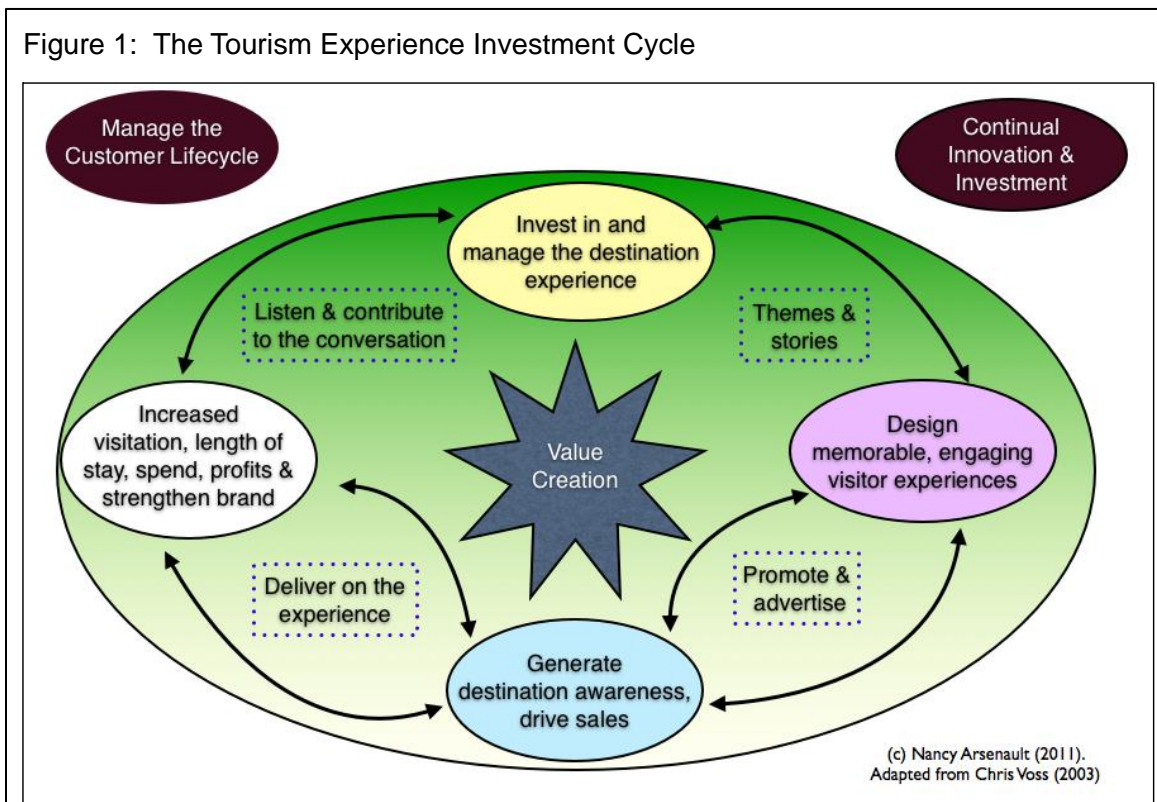 Figure 1:  The Tourism Experience Investment Cycle
Manage the
Customer Lifecycle
Continual
Innovation &
Investment
Invest in and
manage the destination
experience
Listen & contribute
to the conversation
Themes &
stories
Increased
visitation, length of
stay, spend, profits &
strengthen brand
Value
Creation
Design
memorable, engaging
visitor experiences
Deliver on the
experience
Promote &
advertise
Generate
destination awareness,
drive sales
(c) Nancy Arsenault (2011).
Adapted from Chris Voss (2003)